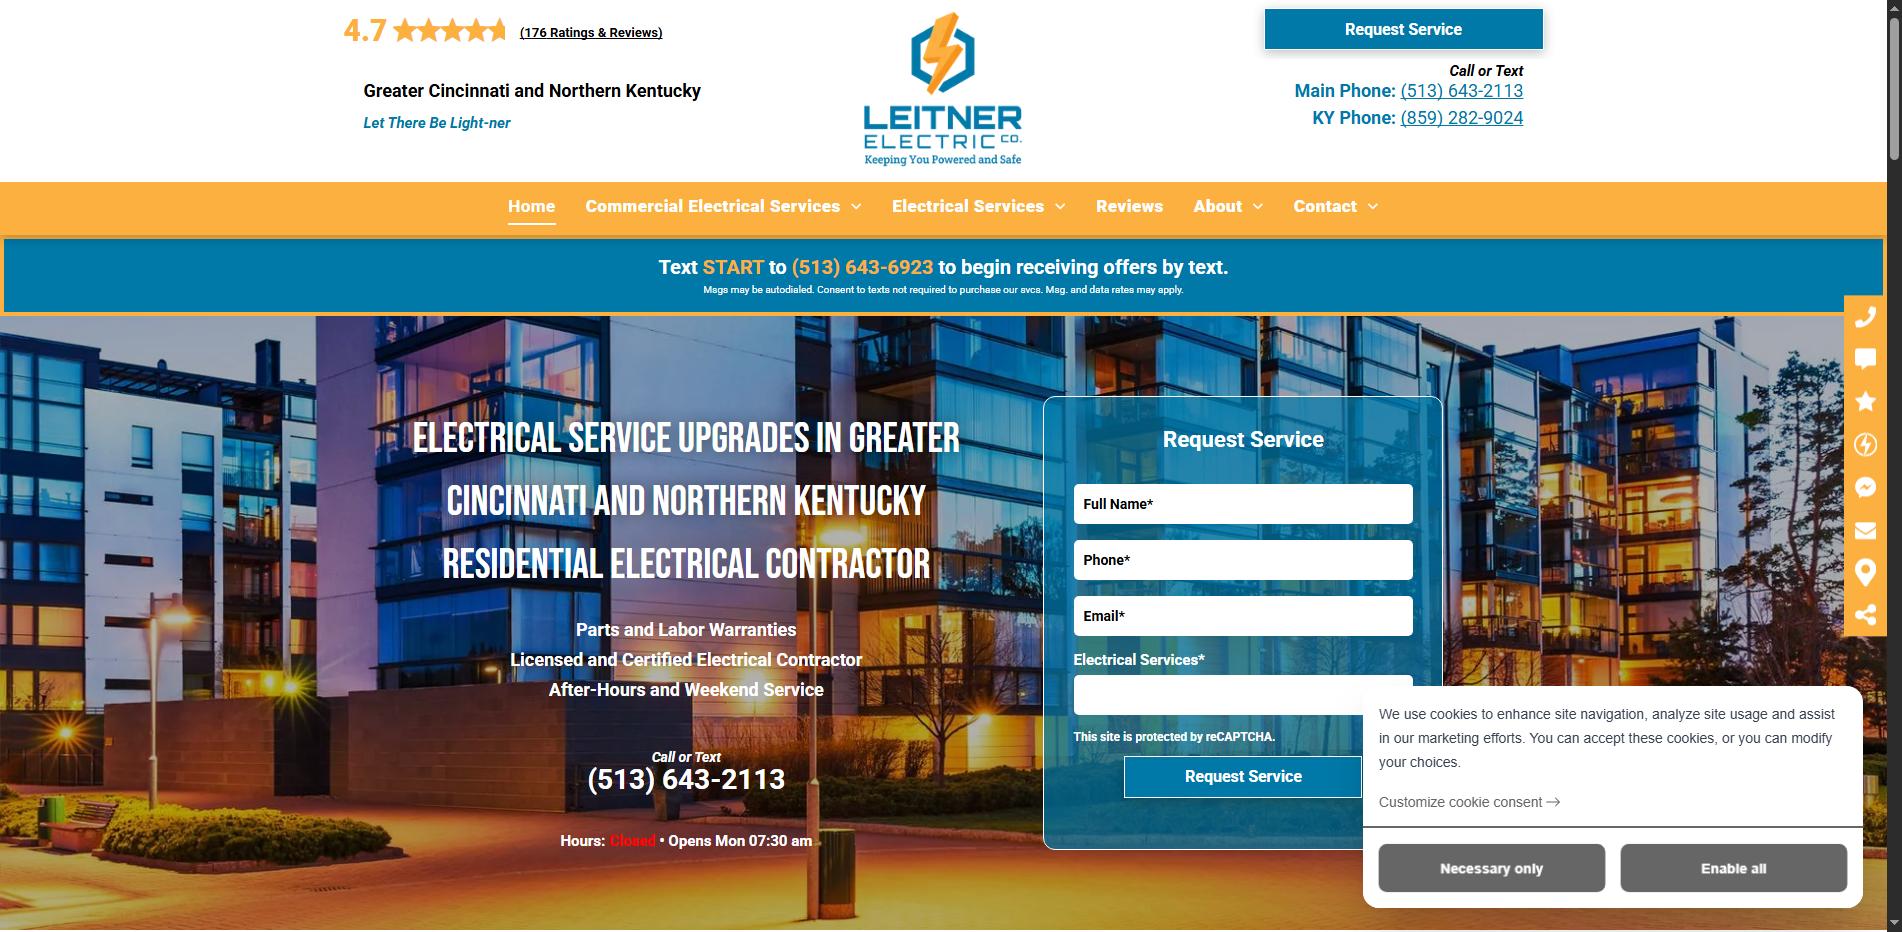 4.7 (176 Ratings & Reviews)
Greater Cincinnati and Northern Kentucky
Let There Be Light-ner
LEITNER
ELECTRIC CO.
Keeping You Powered and Safe
Request Service
Call or Text
Main Phone: (513) 643-2113
KY Phone: (859) 282-9024
Home Commercial Electrical Services Electrical Services Reviews About Contact
Text START to (513) 643-6923 to begin receiving offers by text.
Msgs may be autodialed. Consent to texts not required to purchase our svcs. Msg. and data rates may apply.
ELECTRICAL SERVICE UPGRADES IN GREATER
CINCINNATI AND NORTHERN KENTUCKY
RESIDENTIAL ELECTRICAL CONTRACTOR
Parts and Labor Warranties
Licensed and Certified Electrical Contractor
After-Hours and Weekend Service
Call or Text
(513) 643-2113
Hours: Closed • Opens Mon 07:30 am
Request Service
Full Name*
Phone*
Email*
Electrical Services*
This site is protected by reCAPTCHA.
Request Service
We use cookies to enhance site navigation, analyze site usage and assist
in our marketing efforts. You can accept these cookies, or you can modify
your choices.
Customize cookie consent →
Necessary only Enable all